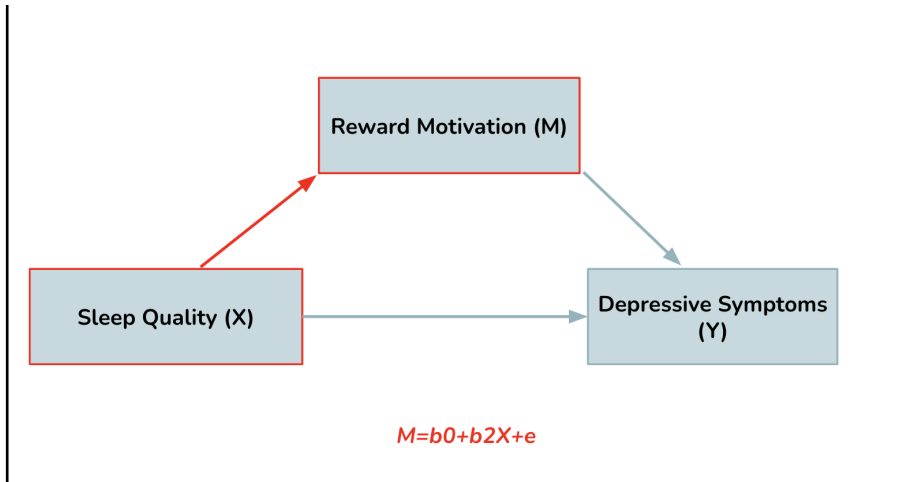 Reward Motivation (M)
Sleep Quality (X)
Depressive Symptoms
(Y)
M=b0+b2X+e